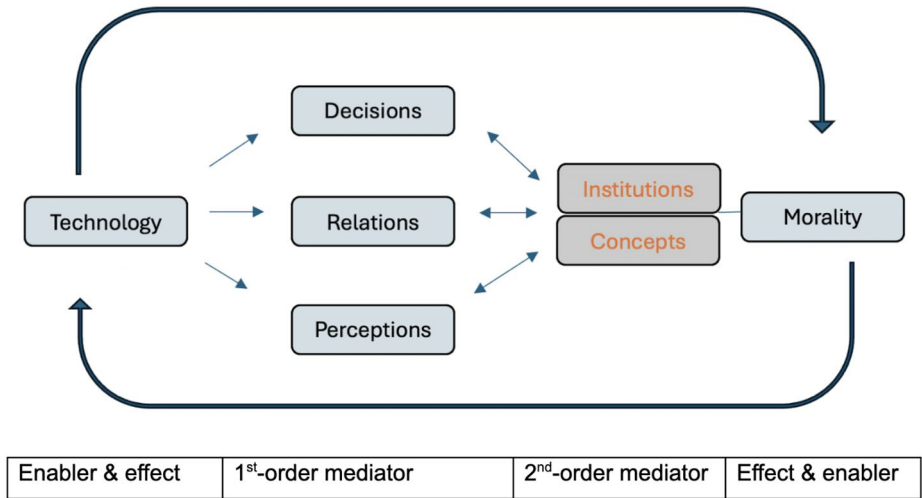 Decisions
Institutions
Technology
Relations
Morality
Concepts
Perceptions
Enabler & effect
1st-order mediator
2nd-order mediator
Effect & enabler